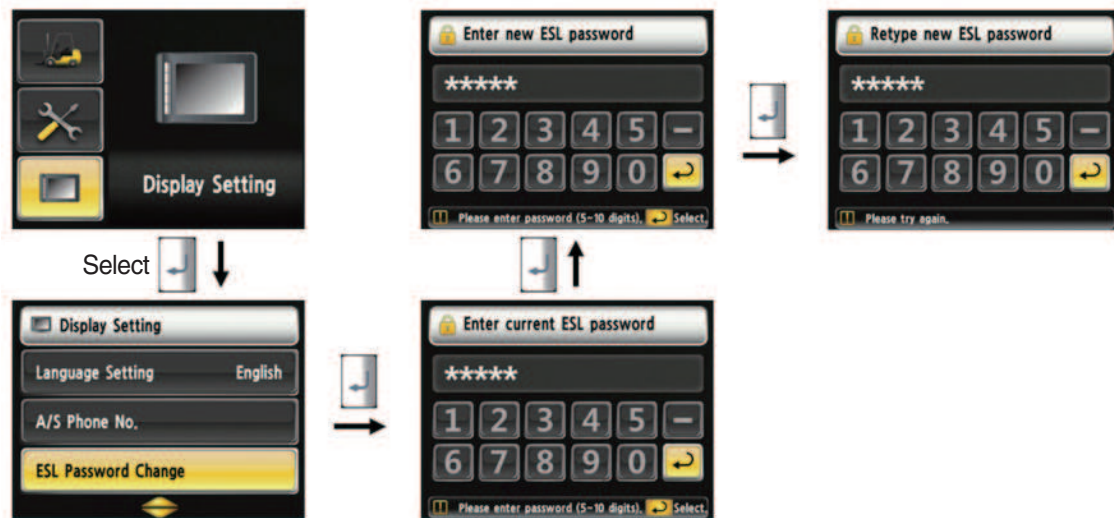 Display Setting
Select
Display Setting
Language Setting English
A/S Phone No.
ESL Password Change
Enter current ESL password
*****
1 2 3 4 5 −
6 7 8 9 0
Please enter password (5~10 digits). Select.
Enter new ESL password
*****
1 2 3 4 5 −
6 7 8 9 0
Please enter password (5~10 digits). Select.
Retype new ESL password
*****
1 2 3 4 5 −
6 7 8 9 0
Please try again.